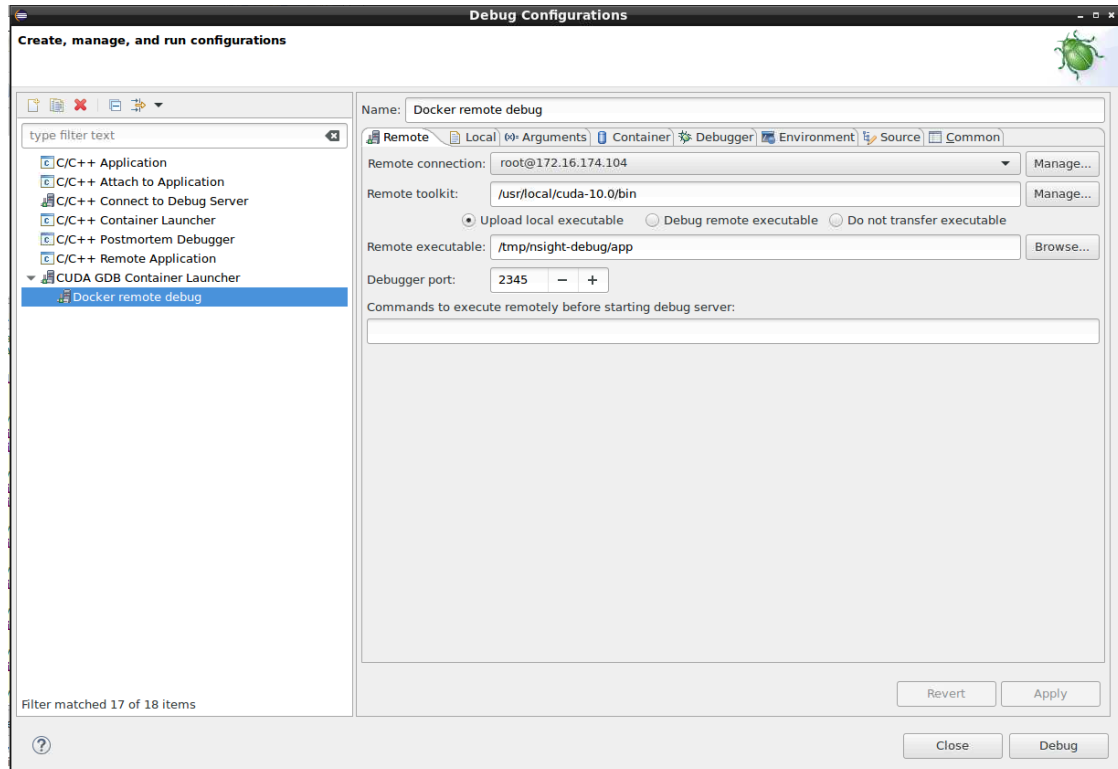 Debug Configurations
Create, manage, and run configurations
type filter text
C/C++ Application
C/C++ Attach to Application
C/C++ Connect to Debug Server
C/C++ Container Launcher
C/C++ Postmortem Debugger
C/C++ Remote Application
CUDA GDB Container Launcher
Docker remote debug
Filter matched 17 of 18 items
Name: Docker remote debug
Remote Local Arguments Container Debugger Environment Source Common
Remote connection: root@172.16.174.104 Manage...
Remote toolkit: /usr/local/cuda-10.0/bin Manage...
Upload local executable Debug remote executable Do not transfer executable
Remote executable: /tmp/nsight-debug/app Browse...
Debugger port: 2345 − +
Commands to execute remotely before starting debug server:
Revert Apply
? Close Debug